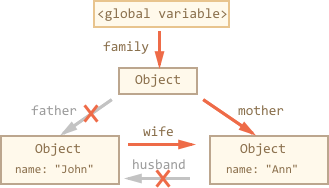 <global variable>
family
Object
father
mother
Object
wife
Object
name: "John"
husband
name: "Ann"